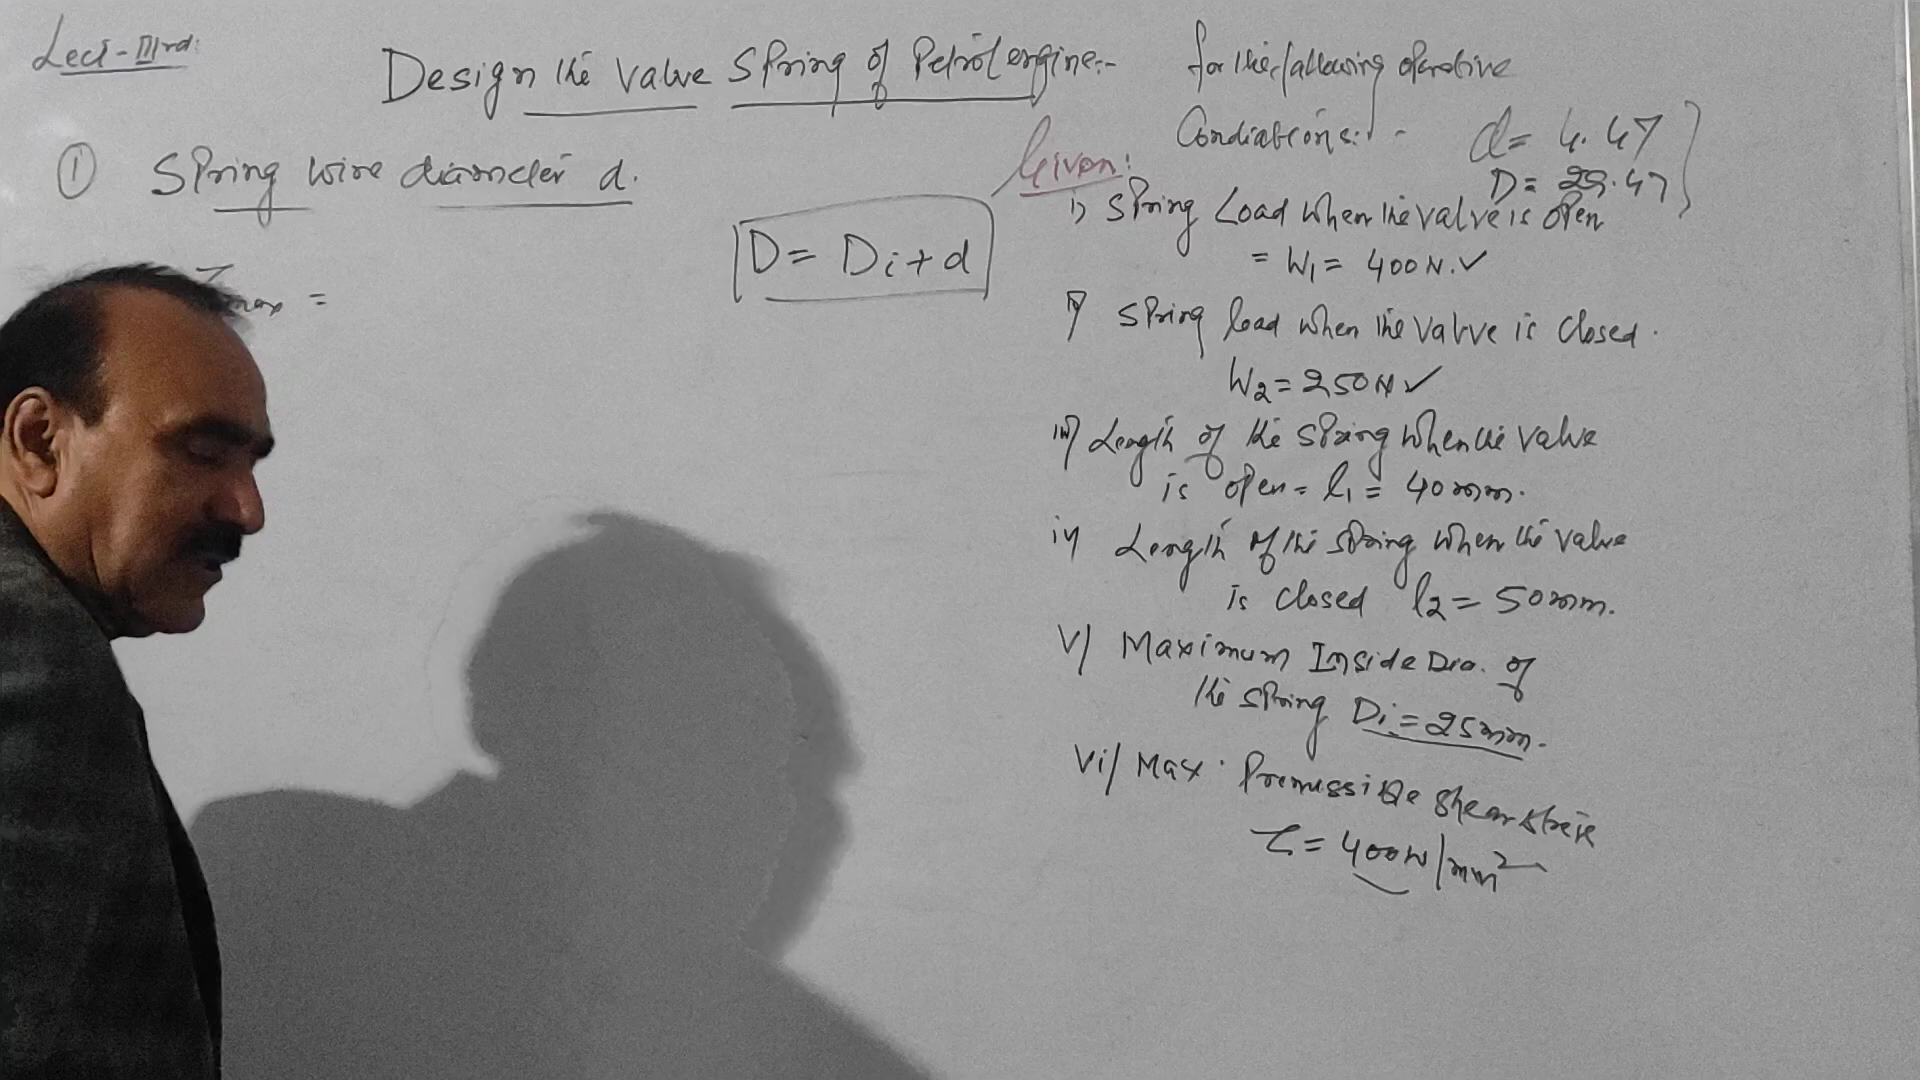 Lect-IIIrd:
Design the valve spring of Petrol engine:- for the following operative
Conditions:-
d = 4.47
D = 29.47
① Spring wire diameter d.
Given:
D = Di + d
τmax =
i) Spring Load when the valve is open
= W1 = 400 N. ✓
ii) Spring load when the valve is closed.
W2 = 250 N ✓
iii) Length of the spring when the valve
is open = l1 = 40 mm.
iv) Length of the spring when the valve
is closed l2 = 50 mm.
v) Maximum Inside Dia. of
the spring Di = 25 mm.
vi) Max. Premissible shear stress
τ = 400 N/mm²